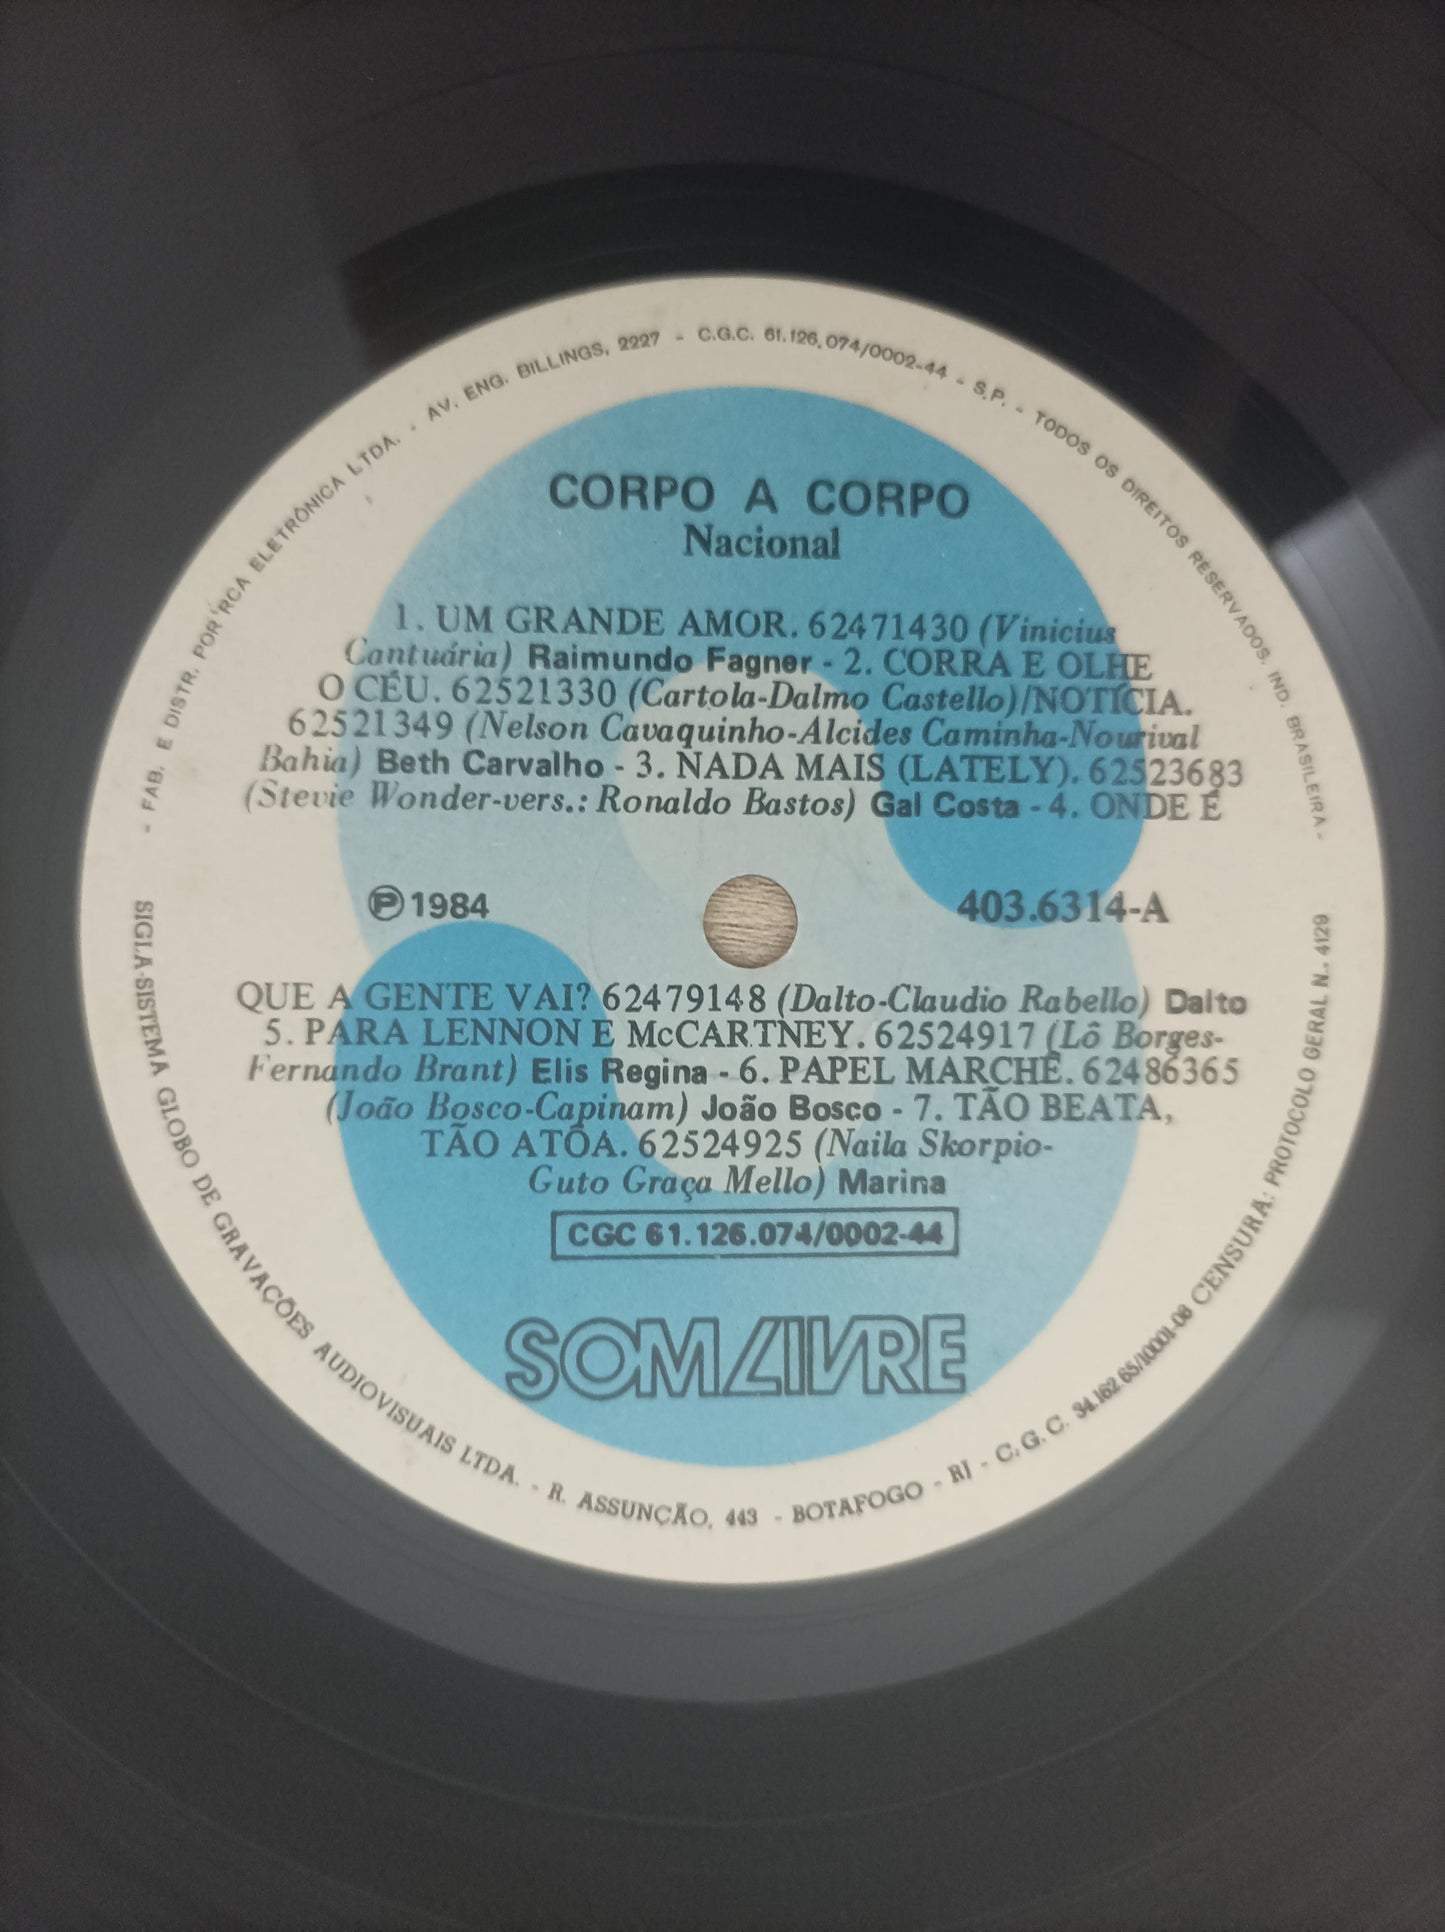 - FAB. E DISTR. POR RCA ELETRÔNICA LTDA. - AV. ENG. BILLINGS, 2227 - C.G.C. 61.126.074/0002-44 - S.P. - TODOS OS DIREITOS RESERVADOS. IND. BRASILEIRA -
CORPO A CORPO
Nacional
1. UM GRANDE AMOR. 62471430 (Vinicius
Cantuária) Raimundo Fagner - 2. CORRA E OLHE
O CÉU. 62521330 (Cartola-Dalmo Castello)/NOTÍCIA.
62521349 (Nelson Cavaquinho-Alcides Caminha-Nourival
Bahia) Beth Carvalho - 3. NADA MAIS (LATELY). 62523683
(Stevie Wonder-vers.: Ronaldo Bastos) Gal Costa - 4. ONDE É
℗ 1984
403.6314-A
QUE A GENTE VAI? 62479148 (Dalto-Claudio Rabello) Dalto
5. PARA LENNON E McCARTNEY. 62524917 (Lô Borges-
Fernando Brant) Elis Regina - 6. PAPEL MARCHÊ. 62486365
(João Bosco-Capinam) João Bosco - 7. TÃO BEATA,
TÃO ATÔA. 62524925 (Naila Skorpio-
Guto Graça Mello) Marina
CGC 61.126.074/0002-44
SOM LIVRE
SIGLA-SISTEMA GLOBO DE GRAVAÇÕES AUDIOVISUAIS LTDA. - R. ASSUNÇÃO, 443 - BOTAFOGO - RJ - C.G.C. 34.162.65/10001-08 CENSURA: PROTOCOLO GERAL N.. 4129